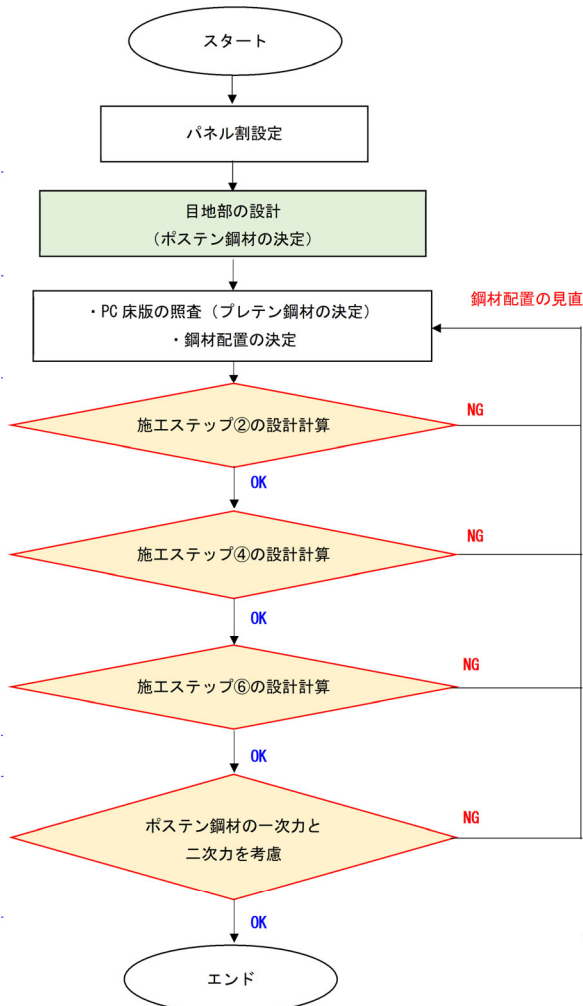 スタート
パネル割設定
目地部の設計
（ポステン鋼材の決定）
鋼材配置の見直
・PC 床版の照査（プレテン鋼材の決定）
・鋼材配置の決定
施工ステップ②の設計計算
NG
OK
施工ステップ④の設計計算
NG
OK
施工ステップ⑥の設計計算
NG
OK
ポステン鋼材の一次力と
二次力を考慮
NG
OK
エンド